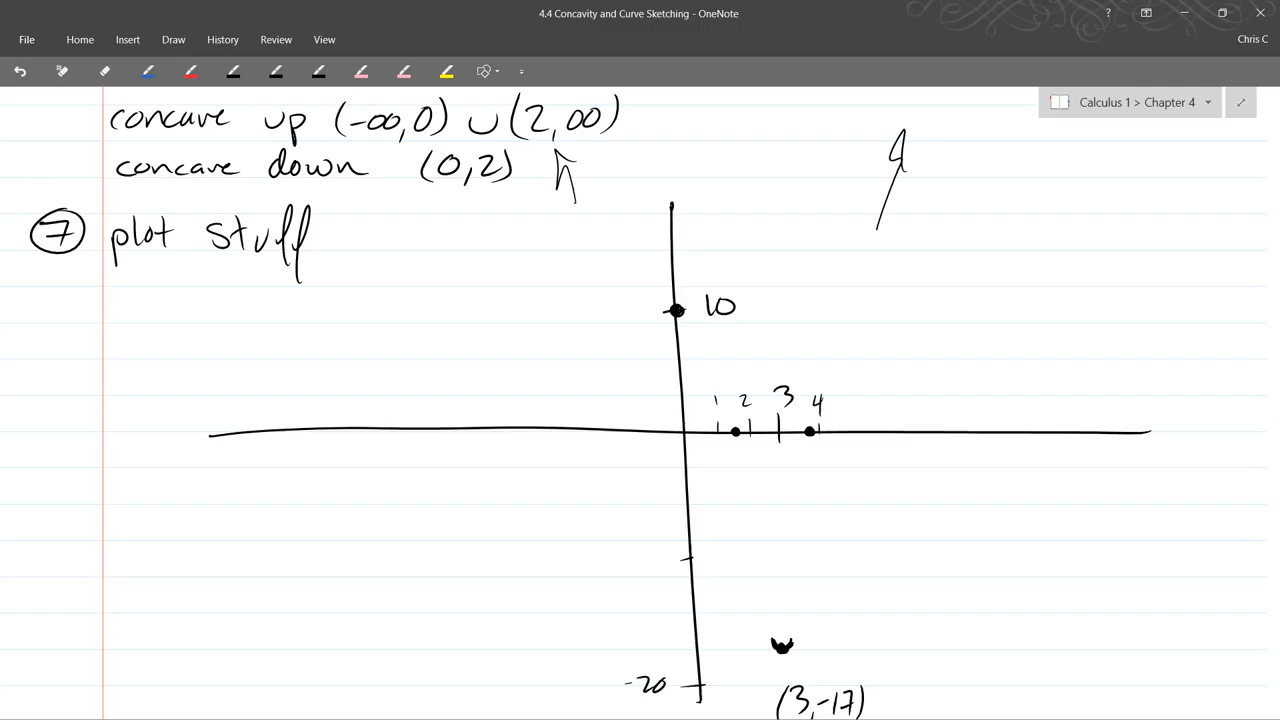 4.4 Concavity and Curve Sketching - OneNote
?
File Home Insert Draw History Review View
Chris C
Calculus 1 > Chapter 4
concave up (-∞,0) ∪ (2,∞)
concave down (0,2)
7 plot stuff
10
1 2 3 4
-20
(3,-17)